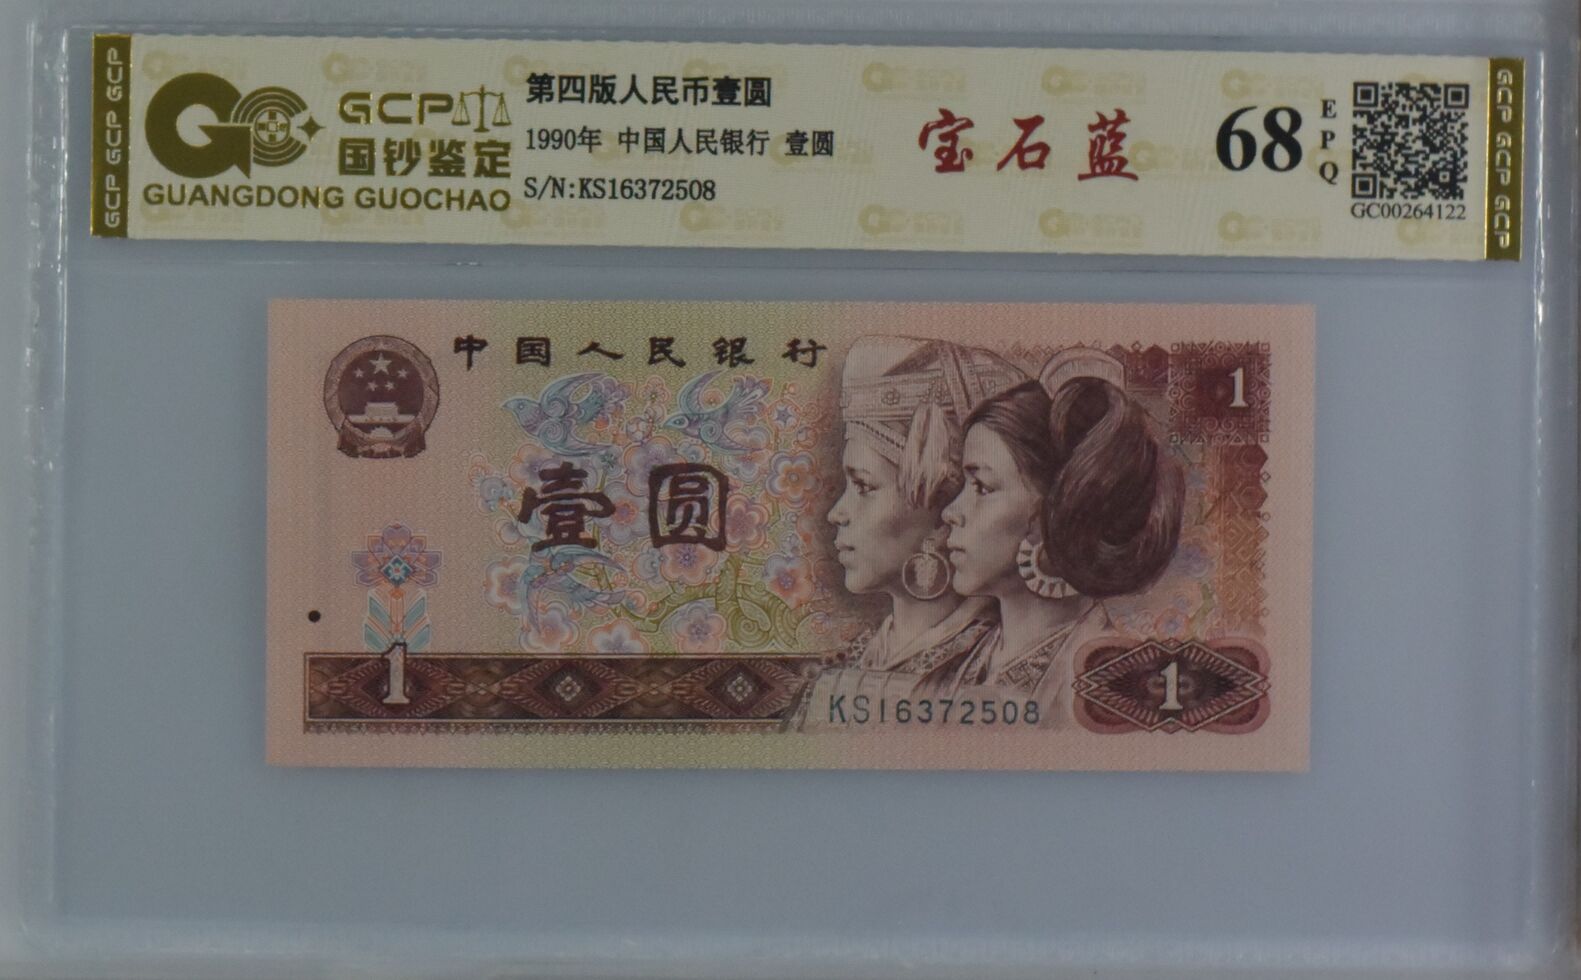 GCP GCP GCP
GCP
国钞鉴定
GUANGDONG GUOCHAO
第四版人民币壹圆
1990年 中国人民银行 壹圆
S/N:KS16372508
宝石蓝
68
EPQ
GC00264122
GCP GCP GCP
中国人民银行
1
壹圆
1
KS16372508
1